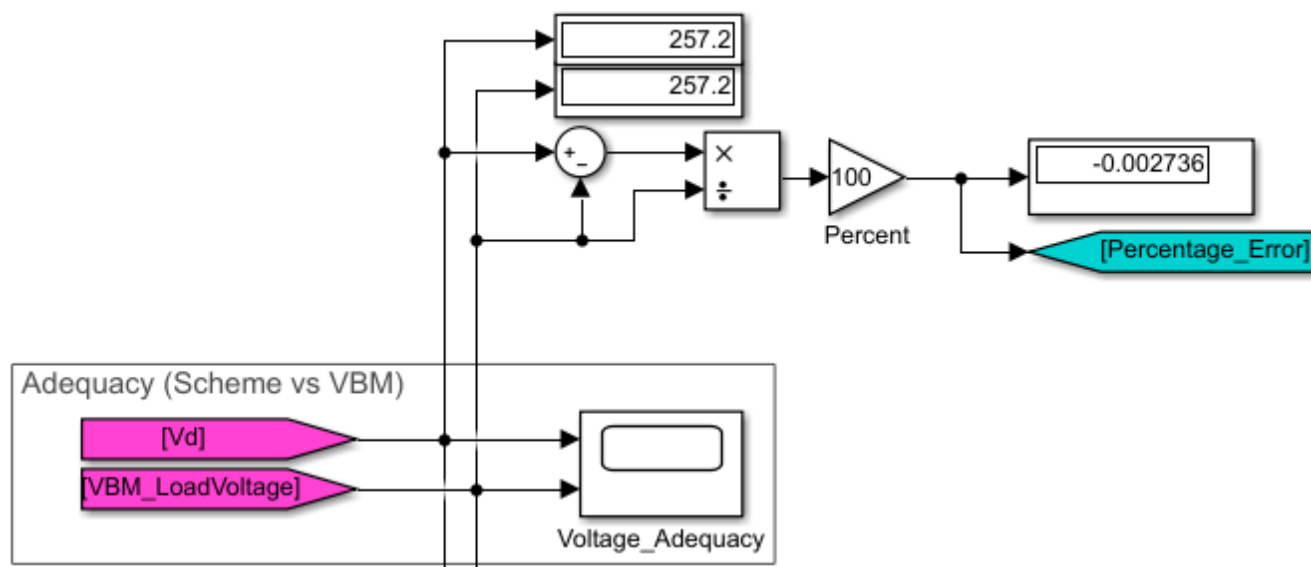 257.2
257.2
+
−
×
÷
100
Percent
-0.002736
[Percentage_Error]
Adequacy (Scheme vs VBM)
[Vd]
[VBM_LoadVoltage]
Voltage_Adequacy